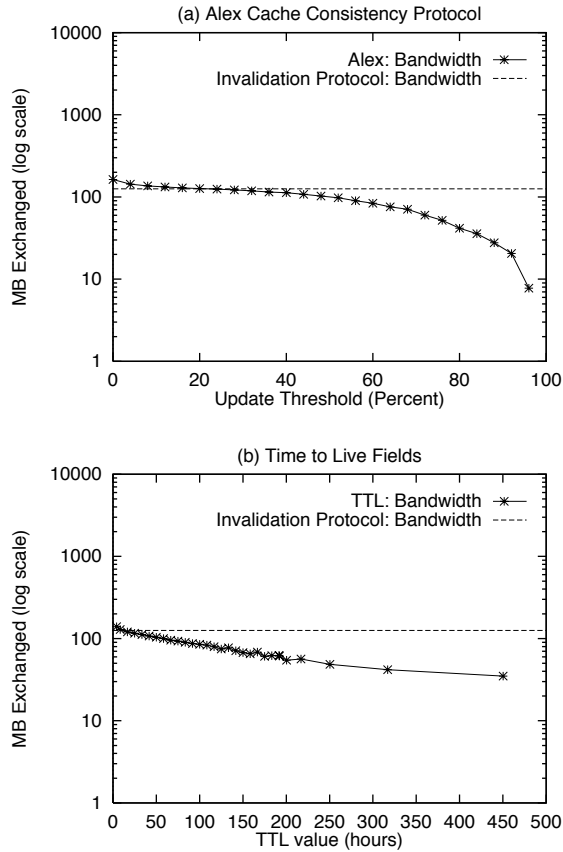 (a) Alex Cache Consistency Protocol
10000
1000
100
10
1
MB Exchanged (log scale)
Alex: Bandwidth
Invalidation Protocol: Bandwidth
0 20 40 60 80 100
Update Threshold (Percent)
(b) Time to Live Fields
10000
1000
100
10
1
MB Exchanged (log scale)
TTL: Bandwidth
Invalidation Protocol: Bandwidth
0 50 100 150 200 250 300 350 400 450 500
TTL value (hours)